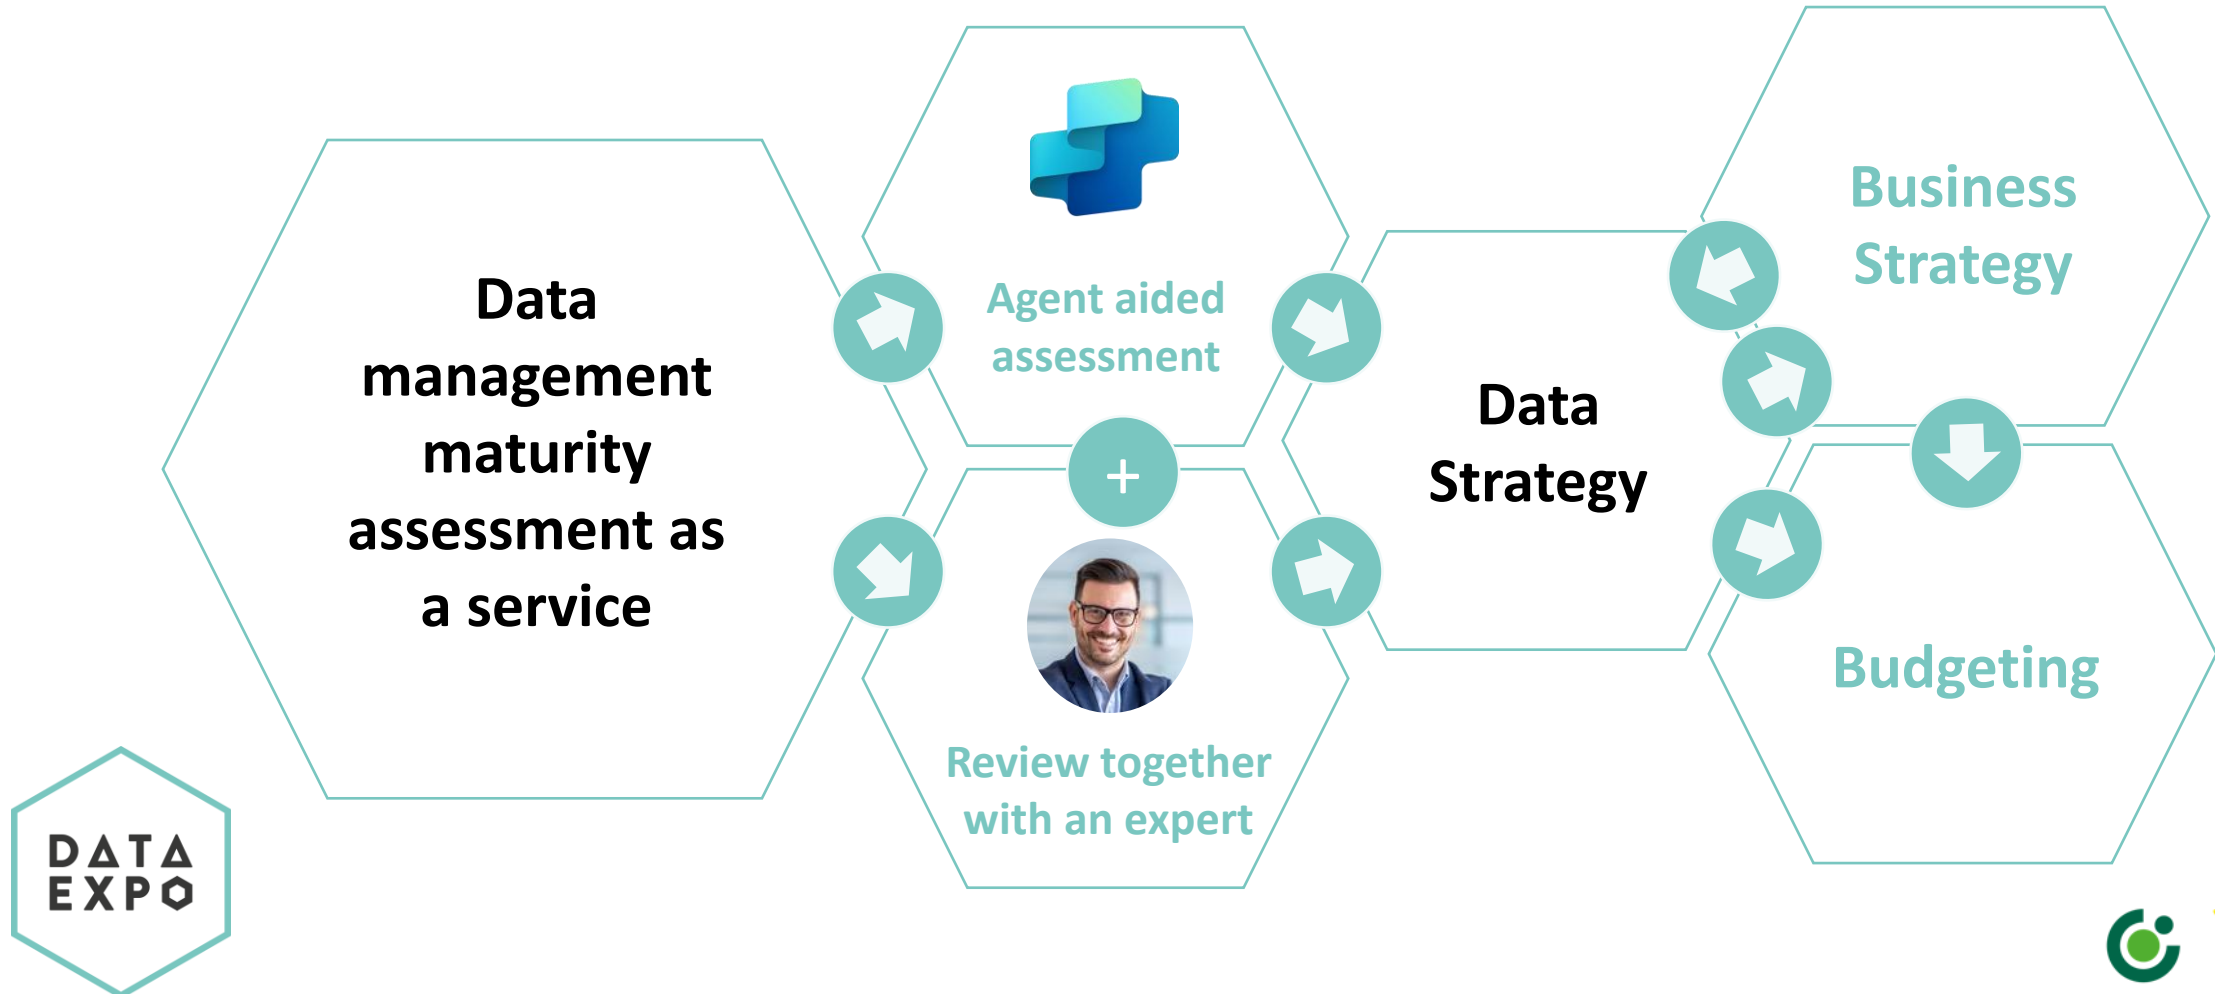 Data
management
maturity
assessment as
a service
Agent aided
assessment
+
Review together
with an expert
Data
Strategy
Business
Strategy
Budgeting
DATA
EXPO